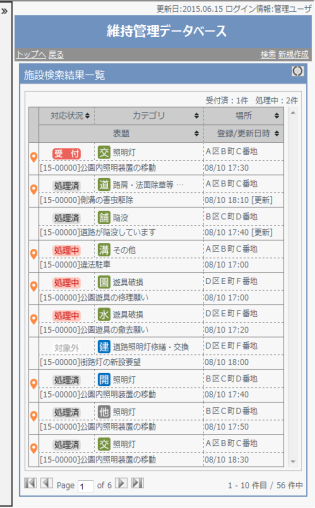 »
更新日:2015.06.15 ログイン情報:管理ユーザ
維持管理データベース
トップへ 戻る
検索 新規作成
施設検索結果一覧
受付済：1件 処理中：2件
対応状況 カテゴリ 場所
表題 登録/更新日時
受 付 交 照明灯 A区B町C番地
[15-00000]公園内照明装置の移動 08/10 17:30
処理済 道 路肩・法面除草等 … A区B町C番地
[15-00000]側溝の害虫駆除 08/10 18:10 [更新]
処理済 舗 陥没 B区C町D番地
[15-00000]道路が陥没しています 08/10 17:40 [更新]
処理中 溝 その他 A区B町C番地
[15-00000]違法駐車 08/10 17:00
処理中 園 遊具破損 D区E町F番地
[15-00000]公園遊具の修理願い 08/10 17:00
処理中 水 遊具破損 D区E町F番地
[15-00000]公園遊具の撤去願い 08/10 17:20
対象外 建 道路照明灯修繕・交換 D区E町F番地
[15-00000]街路灯の新設要望 08/10 18:00
処理済 開 照明灯 B区C町D番地
[15-00000]公園内照明装置の移動 08/10 17:40
処理済 他 照明灯 B区C町D番地
[15-00000]公園内照明装置の移動 08/10 17:50
処理済 交 照明灯 A区B町C番地
[15-00000]公園内照明装置の移動 08/10 18:30
Page 1 of 6
1 - 10 件目 / 56 件中